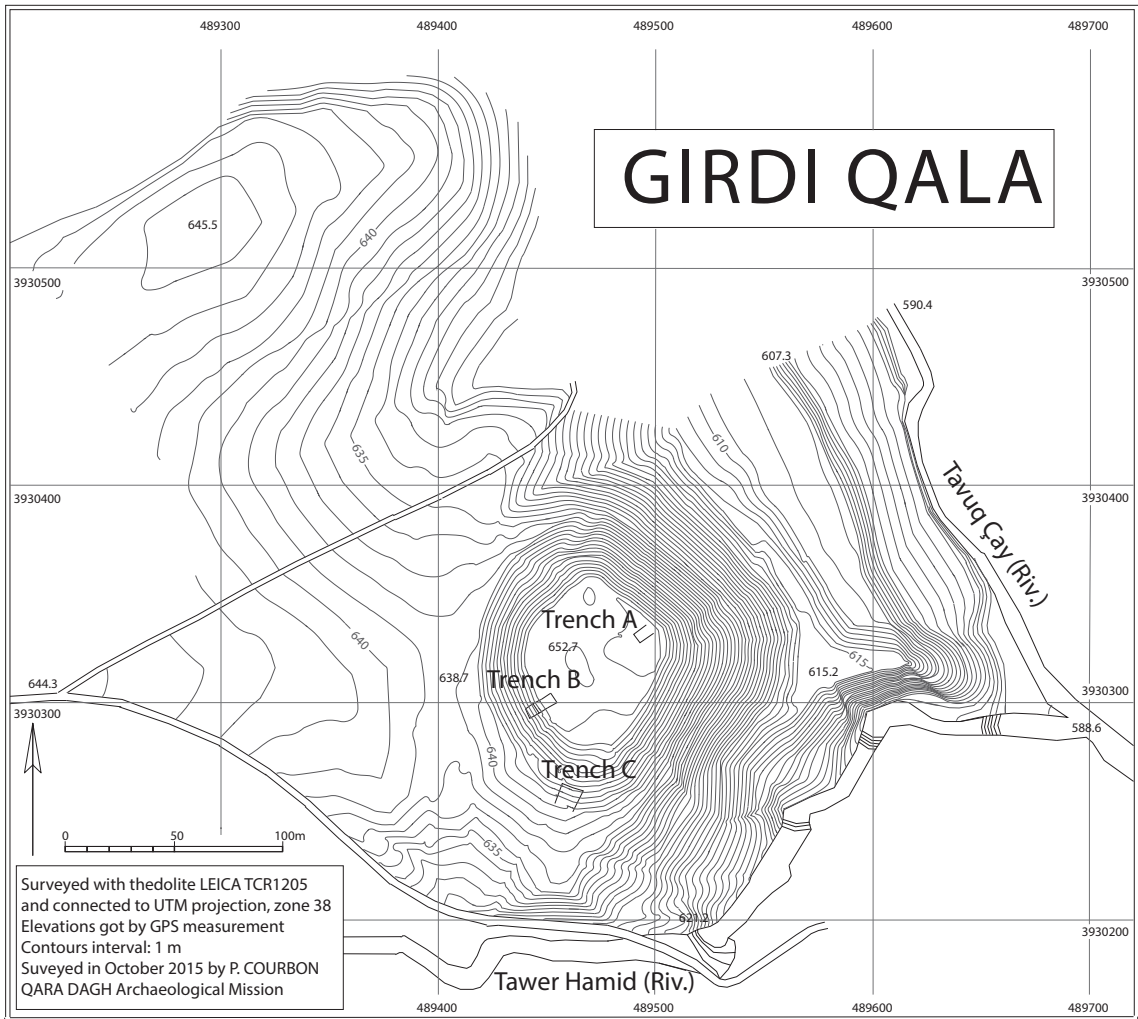 489300 489400 489500 489600 489700
GIRDI QALA
645.5
640
3930500 3930500
590.4
607.3
610
635
3930400 3930400
Tavuq Çay (Riv.)
Trench A
640
652.7
615
615.2
638.7
Trench B
644.3
3930300 3930300
588.6
640
Trench C
0 50 100m
635
Surveyed with thedolite LEICA TCR1205
and connected to UTM projection, zone 38
Elevations got by GPS measurement
Contours interval: 1 m
Suveyed in October 2015 by P. COURBON
QARA DAGH Archaeological Mission
621.2
3930200 3930200
Tawer Hamid (Riv.)
489400 489500 489600 489700